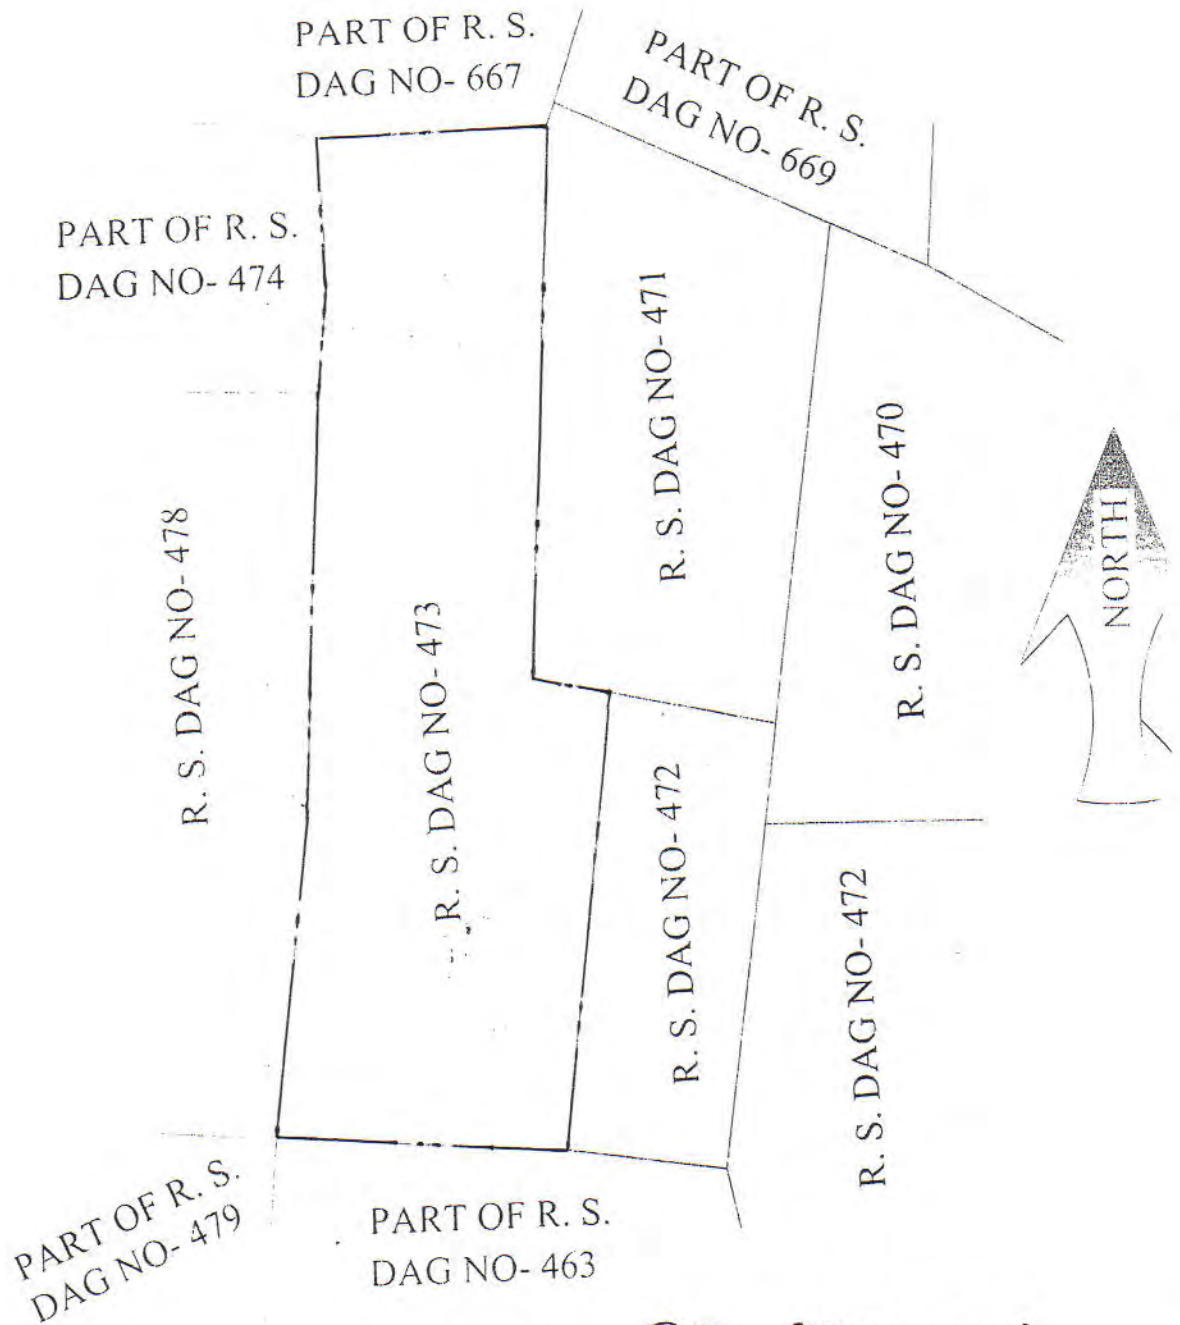 PART OF R. S.
DAG NO- 667
PART OF R. S.
DAG NO- 669
PART OF R. S.
DAG NO- 474
R. S. DAG NO- 471
R. S. DAG NO- 470
NORTH
R. S. DAG NO- 478
R. S. DAG NO- 473
R. S. DAG NO- 472
R. S. DAG NO- 472
PART OF R. S.
DAG NO- 479
PART OF R. S.
DAG NO- 463